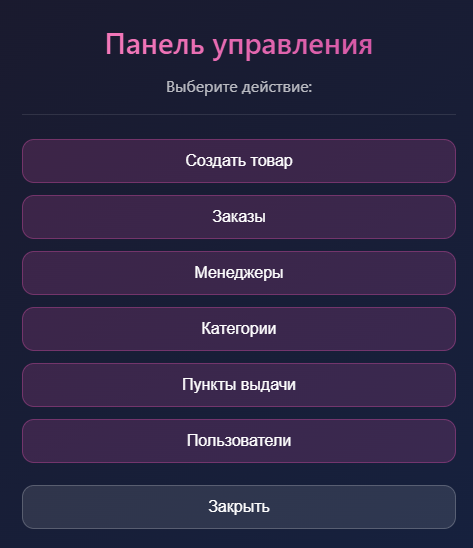 Панель управления
Выберите действие:
Создать товар
Заказы
Менеджеры
Категории
Пункты выдачи
Пользователи
Закрыть